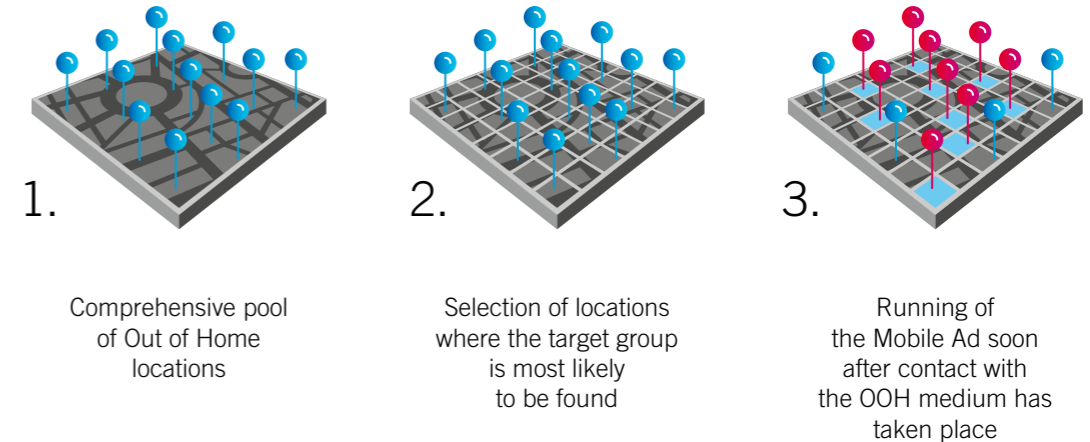 1.
Comprehensive pool
of Out of Home
locations
2.
Selection of locations
where the target group
is most likely
to be found
3.
Running of
the Mobile Ad soon
after contact with
the OOH medium has
taken place